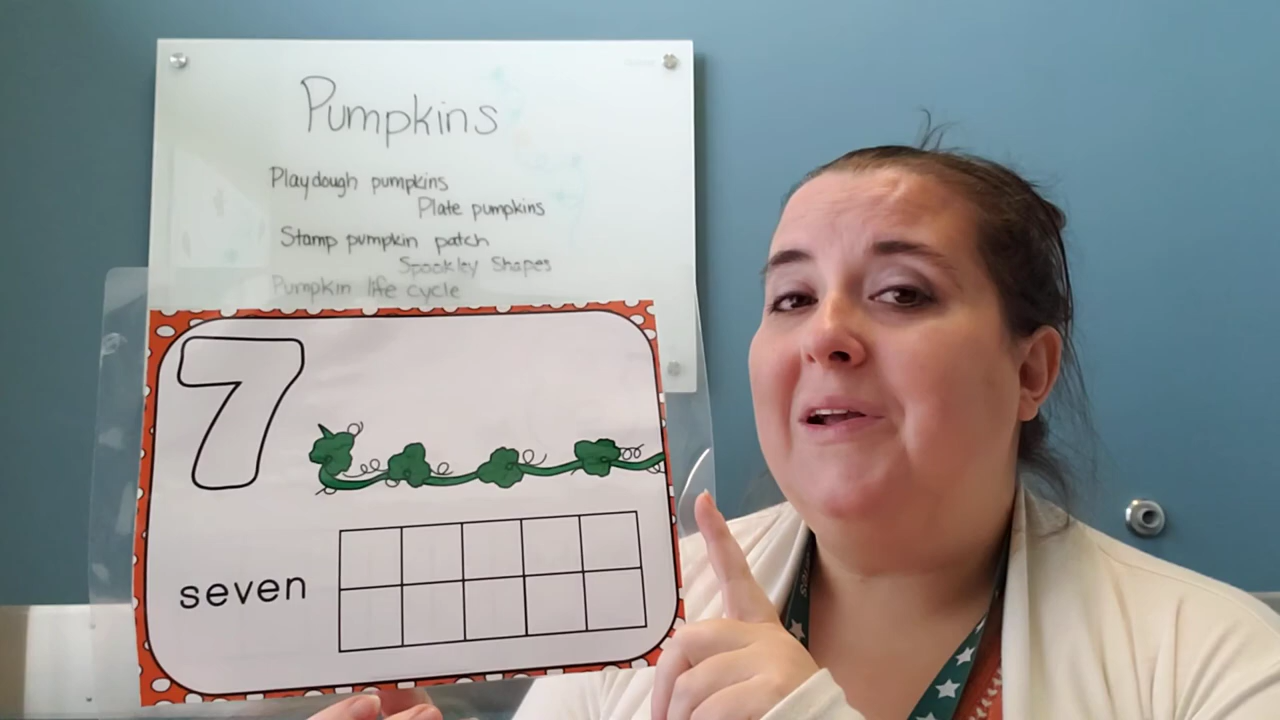 Pumpkins
Playdough pumpkins
Plate pumpkins
Stamp pumpkin patch
Spookley Shapes
Pumpkin life cycle
7
seven